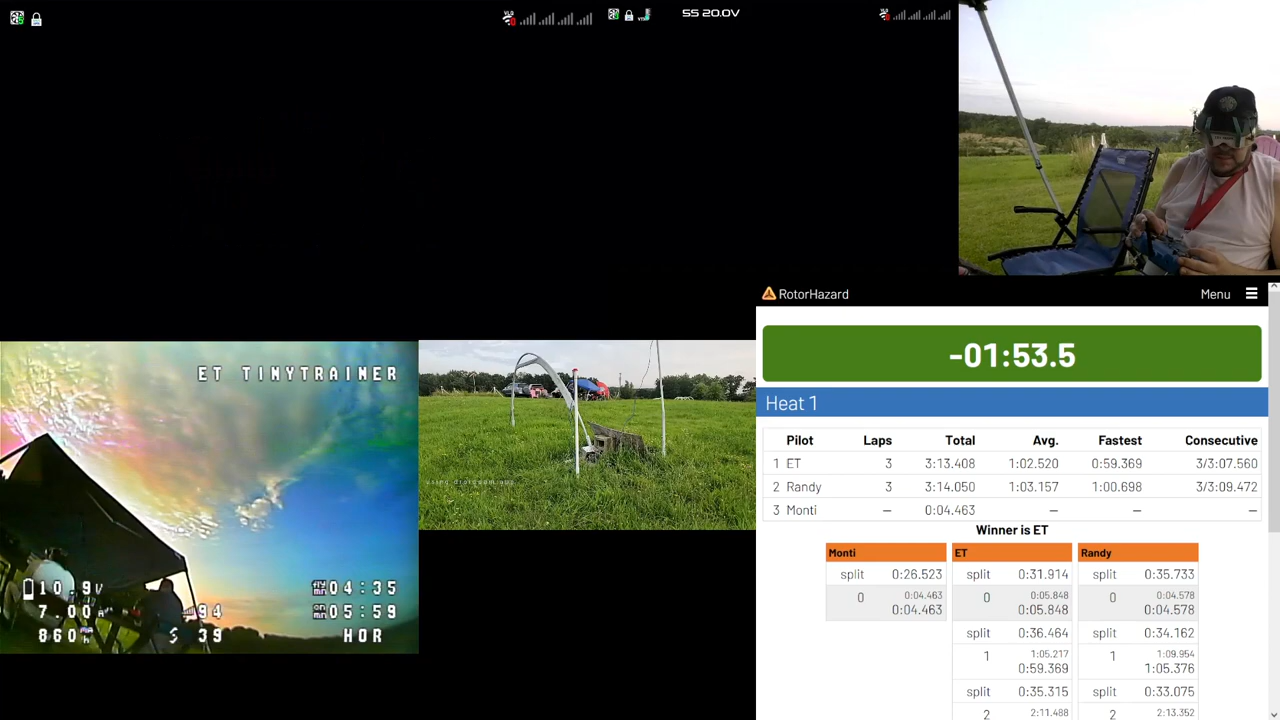 SS 20.0V
ET TINYTRAINER
10.9V
04:35
7.00A
94
05:59
860
39
HOR
RotorHazard
Menu
-01:53.5
Heat 1
Pilot Laps Total Avg. Fastest Consecutive
1 ET 3 3:13.408 1:02.520 0:59.369 3/3:07.560
2 Randy 3 3:14.050 1:03.157 1:00.698 3/3:09.472
3 Monti — 0:04.463 — — —
Winner is ET
Monti
split 0:26.523
0 0:04.463
0:04.463
ET
split 0:31.914
0 0:05.848
0:05.848
split 0:36.464
1 1:05.217
0:59.369
split 0:35.315
2 2:11.488
Randy
split 0:35.733
0 0:04.578
0:04.578
split 0:34.162
1 1:09.954
1:05.376
split 0:33.075
2 2:13.352